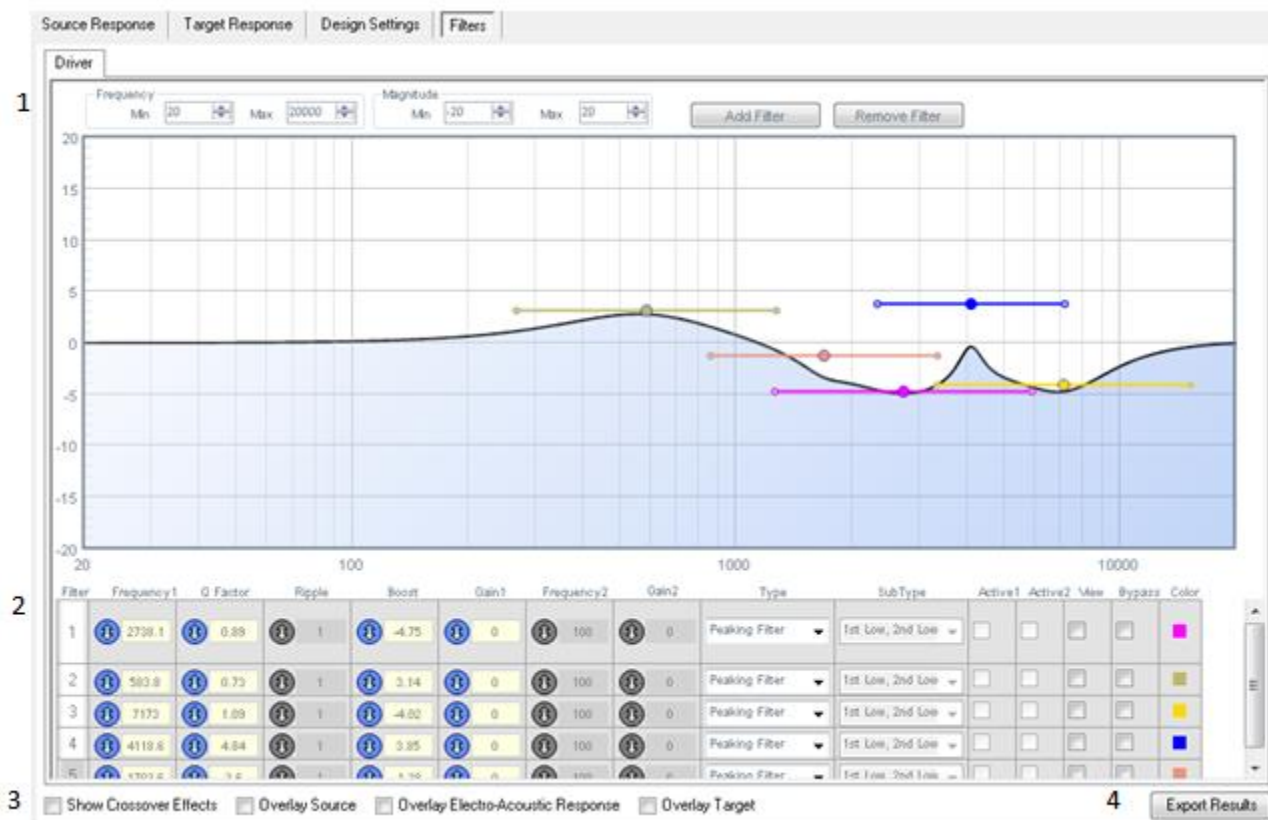 Source Response Target Response Design Settings Filters
Driver
1
Frequency Magnitude
Min 20 Max 20000 Min -20 Max 20 Add Filter Remove Filter
20
15
10
5
0
-5
-10
-15
-20
20 100 1000 10000
2
Filter Frequency1 Q Factor Ripple Boost Gain1 Frequency2 Gain2 Type SubType Active1 Active2 View Bypass Color
1 2738.1 0.89 1 -4.75 0 100 0 Peaking Filter 1st Low, 2nd Low
2 583.8 0.73 1 3.14 0 100 0 Peaking Filter 1st Low, 2nd Low
3 7173 1.09 1 -4.02 0 100 0 Peaking Filter 1st Low, 2nd Low
4 4118.6 4.84 1 3.85 0 100 0 Peaking Filter 1st Low, 2nd Low
5 1 100 0 Peaking Filter 1st Low, 2nd Low
3 Show Crossover Effects Overlay Source Overlay Electro-Acoustic Response Overlay Target 4 Export Results